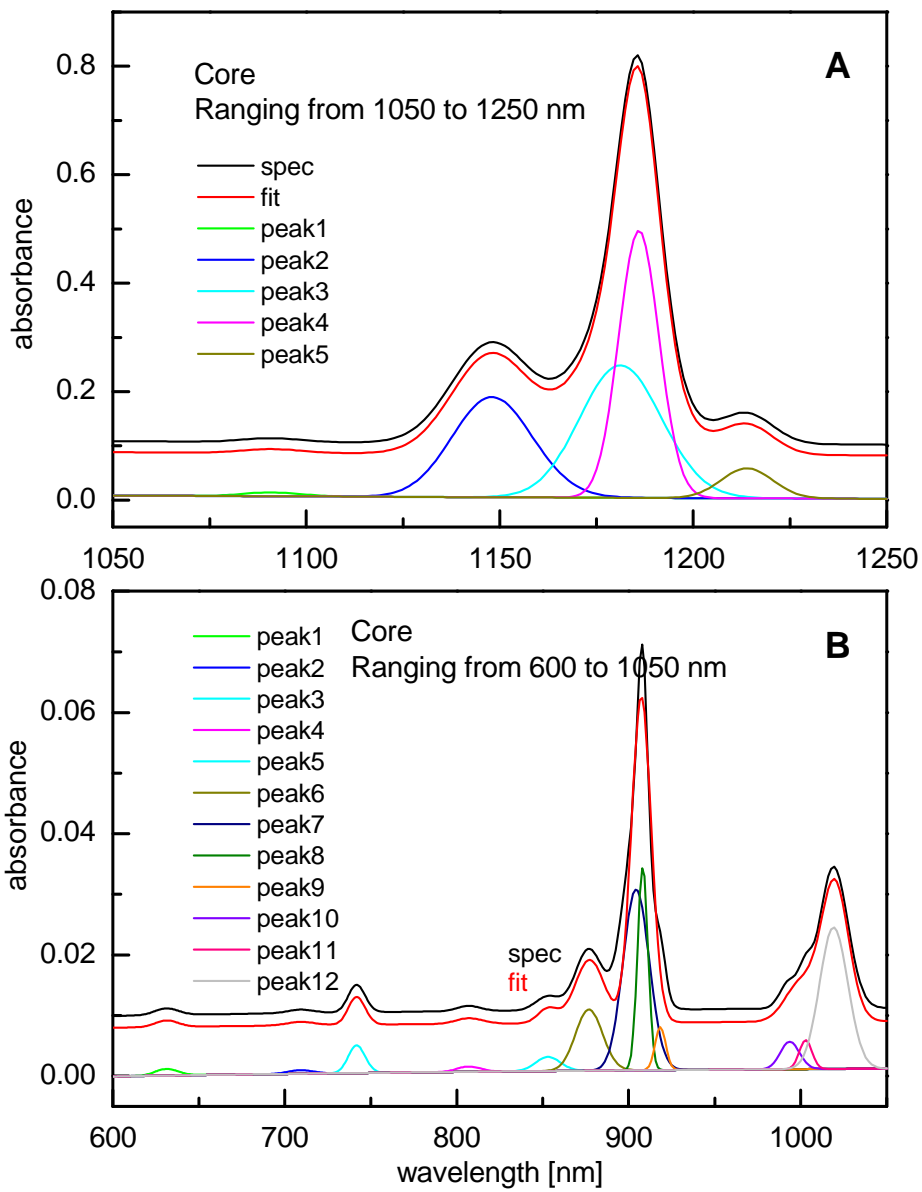 A
Core
Ranging from 1050 to 1250 nm
spec
fit
peak1
peak2
peak3
peak4
peak5
absorbance
0.8
0.6
0.4
0.2
0.0
1050 1100 1150 1200 1250
B
Core
Ranging from 600 to 1050 nm
peak1
peak2
peak3
peak4
peak5
peak6
peak7
peak8
peak9
peak10
peak11
peak12
spec
fit
absorbance
0.08
0.06
0.04
0.02
0.00
600 700 800 900 1000
wavelength [nm]